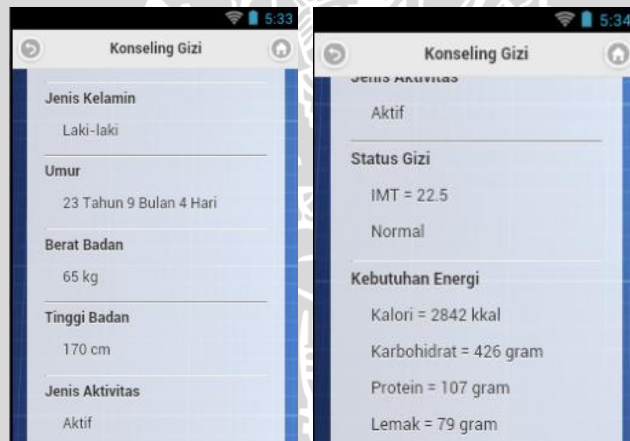 5:33
Konseling Gizi
Jenis Kelamin
Laki-laki
Umur
23 Tahun 9 Bulan 4 Hari
Berat Badan
65 kg
Tinggi Badan
170 cm
Jenis Aktivitas
Aktif
5:34
Konseling Gizi
Jenis Aktivitas
Aktif
Status Gizi
IMT = 22.5
Normal
Kebutuhan Energi
Kalori = 2842 kkal
Karbohidrat = 426 gram
Protein = 107 gram
Lemak = 79 gram